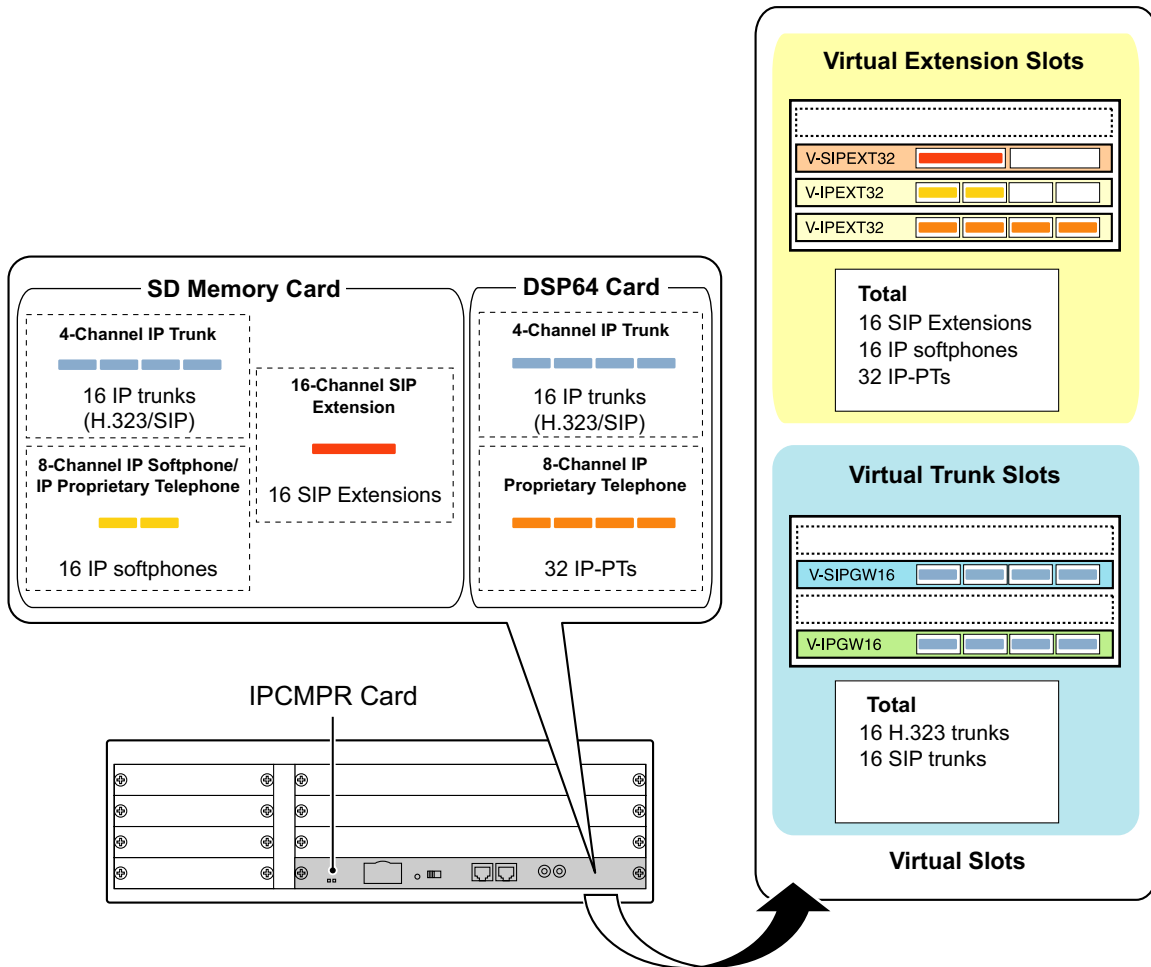 Virtual Extension Slots
V-SIPEXT32
V-IPEXT32
V-IPEXT32
Total
16 SIP Extensions
16 IP softphones
32 IP-PTs
SD Memory Card
4-Channel IP Trunk
16 IP trunks
(H.323/SIP)
8-Channel IP Softphone/
IP Proprietary Telephone
16 IP softphones
16-Channel SIP
Extension
16 SIP Extensions
DSP64 Card
4-Channel IP Trunk
16 IP trunks
(H.323/SIP)
8-Channel IP
Proprietary Telephone
32 IP-PTs
Virtual Trunk Slots
V-SIPGW16
V-IPGW16
Total
16 H.323 trunks
16 SIP trunks
Virtual Slots
IPCMPR Card